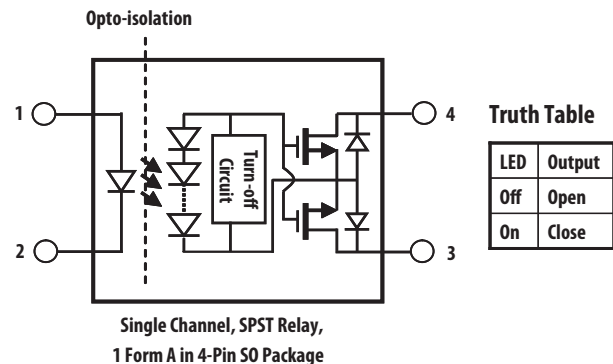 Opto-isolation
1
2
Turn-off
Circuit
4
3
Truth Table
LED Output
Off Open
On Close
Single Channel, SPST Relay,
1 Form A in 4-Pin SO Package